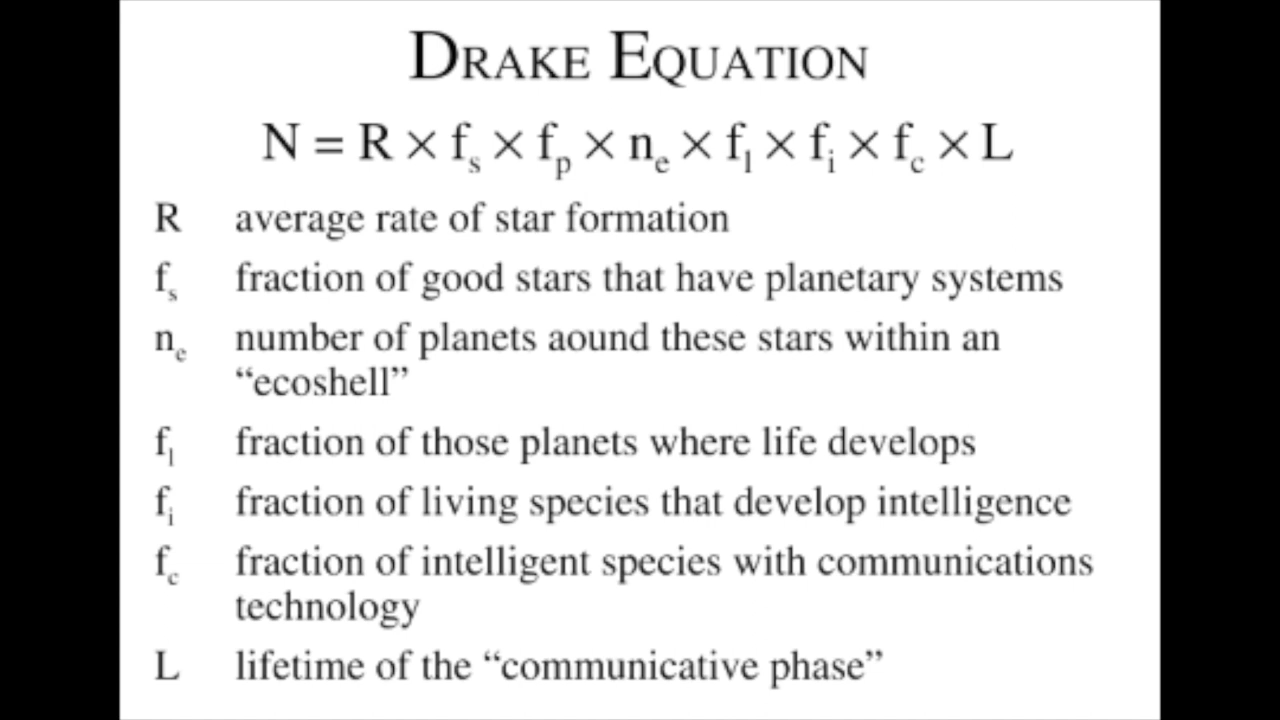 DRAKE EQUATION
N = R × fₛ × fₚ × nₑ × fₗ × fᵢ × f꜀ × L
R average rate of star formation
fₛ fraction of good stars that have planetary systems
nₑ number of planets aound these stars within an
“ecoshell”
fₗ fraction of those planets where life develops
fᵢ fraction of living species that develop intelligence
f꜀ fraction of intelligent species with communications
technology
L lifetime of the “communicative phase”